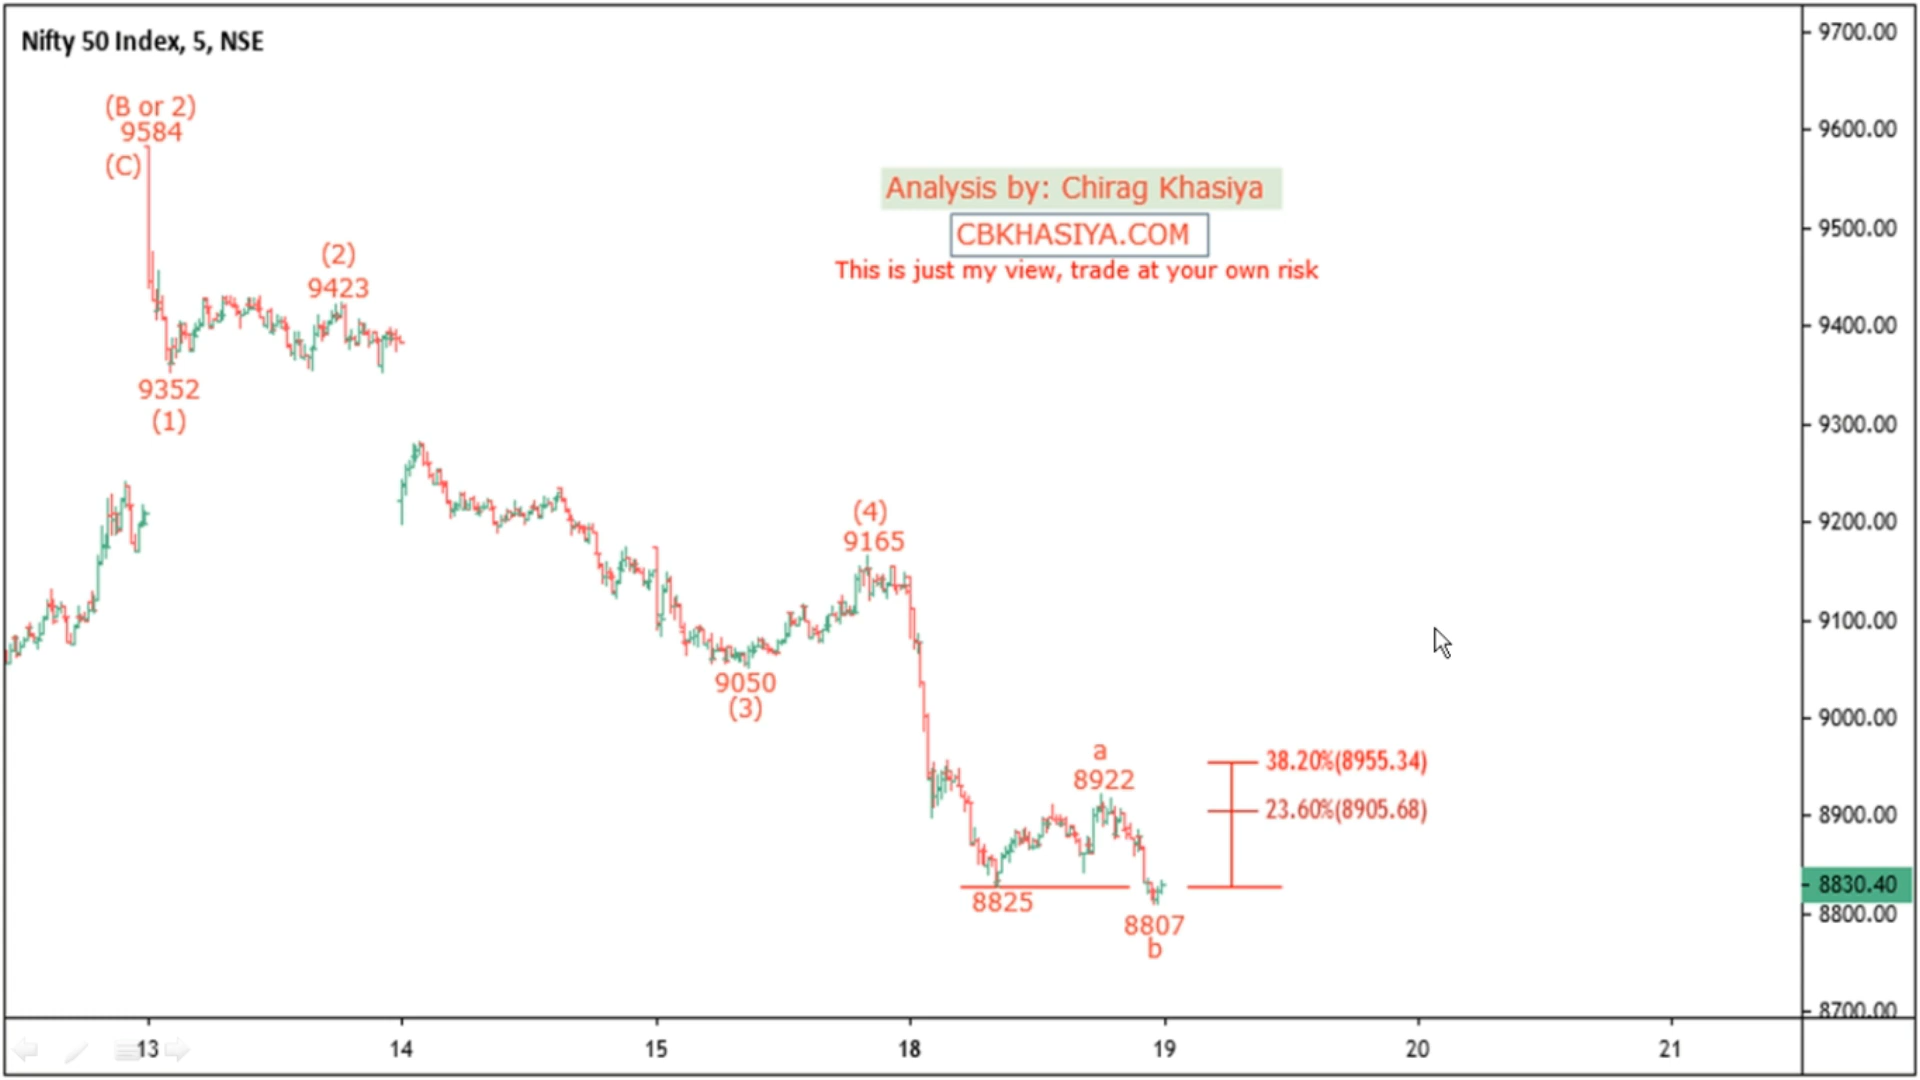 Nifty 50 Index, 5, NSE
(B or 2)
9584
(C)
(2)
9423
9352
(1)
Analysis by: Chirag Khasiya
CBKHASIYA.COM
This is just my view, trade at your own risk
(4)
9165
9050
(3)
a
8922
8825
8807
b
38.20%(8955.34)
23.60%(8905.68)
9700.00
9600.00
9500.00
9400.00
9300.00
9200.00
9100.00
9000.00
8900.00
8830.40
8800.00
8700.00
13 14 15 18 19 20 21